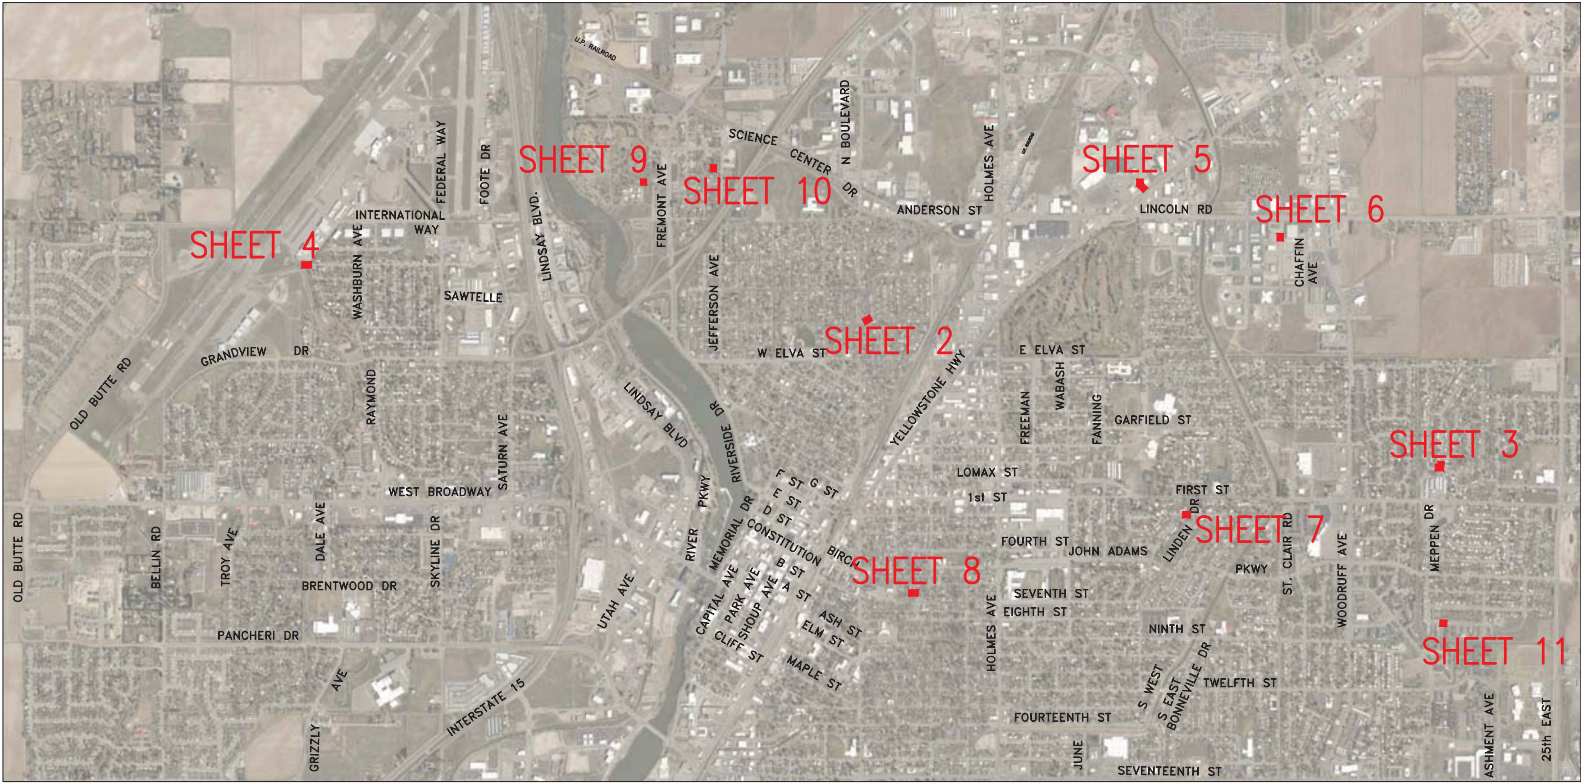 U.P. RAILROAD
SCIENCE CENTER DR
N BOULEVARD
HOLMES AVE
SHEET 9
SHEET 10
SHEET 5
FEDERAL WAY
FOOTE DR
FREMONT AVE
ANDERSON ST
LINCOLN RD
SHEET 6
INTERNATIONAL
WAY
SHEET 4
WASHBURN AVE
LINDSAY BLVD.
SAWTELLE
JEFFERSON AVE
CHAFFIN
AVE
SHEET 2
GRANDVIEW DR
W ELVA ST
E ELVA ST
OLD BUTTE RD
RAYMOND
LINDSAY BLVD
RIVERSIDE DR
YELLOWSTONE HWY
FREEMAN
WABASH
FANNING
GARFIELD ST
SATURN AVE
SHEET 3
LOMAX ST
WEST BROADWAY
1st ST
FIRST ST
F ST
G ST
E ST
D ST
CONSTITUTION
BIRCH
B ST
A ST
LINDEN DR
SHEET 7
OLD BUTTE RD
BELLIN RD
TROY AVE
DALE AVE
SKYLINE DR
RIVER PKWY
MEMORIAL DR
FOURTH ST
JOHN ADAMS
PKWY
ST. CLAIR RD
WOODRUFF AVE
MEPPEN DR
SHEET 8
BRENTWOOD DR
UTAH AVE
CAPITAL AVE
PARK AVE
SHOUP AVE
SEVENTH ST
EIGHTH ST
HOLMES AVE
ASH ST
ELM ST
CLIFF ST
MAPLE ST
PANCHERI DR
NINTH ST
SHEET 11
GRIZZLY AVE
INTERSTATE 15
TWELFTH ST
S WEST
S EAST
BONNEVILLE DR
FOURTEENTH ST
JUNE
SEVENTEENTH ST
ASHMENT AVE
25th EAST